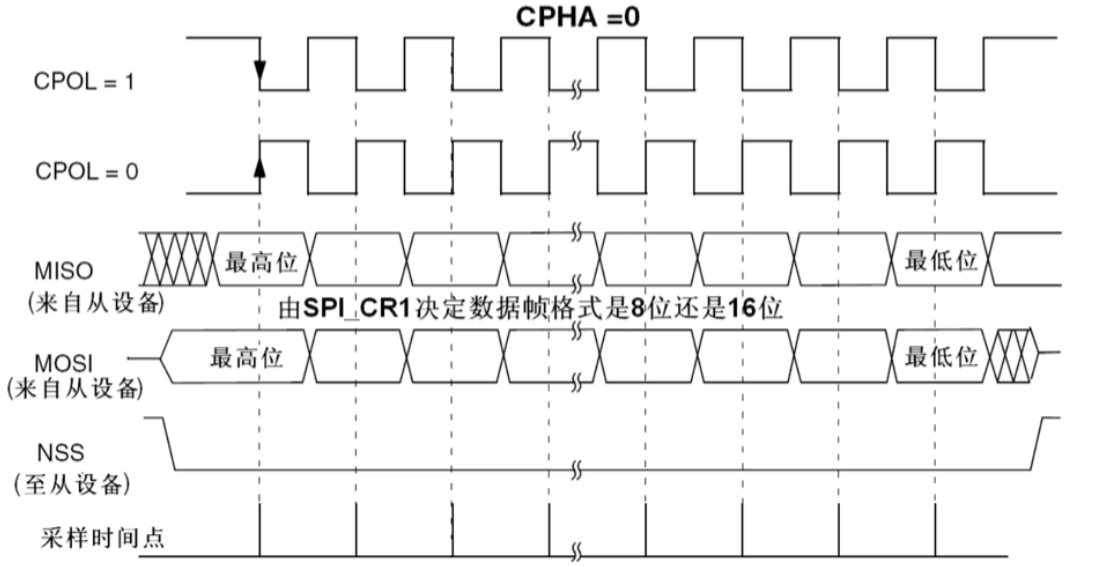 CPHA =0
CPOL = 1
CPOL = 0
MISO
(来自从设备)
最高位
最低位
由SPI_CR1决定数据帧格式是8位还是16位
MOSI
(来自从设备)
最高位
最低位
NSS
(至从设备)
采样时间点